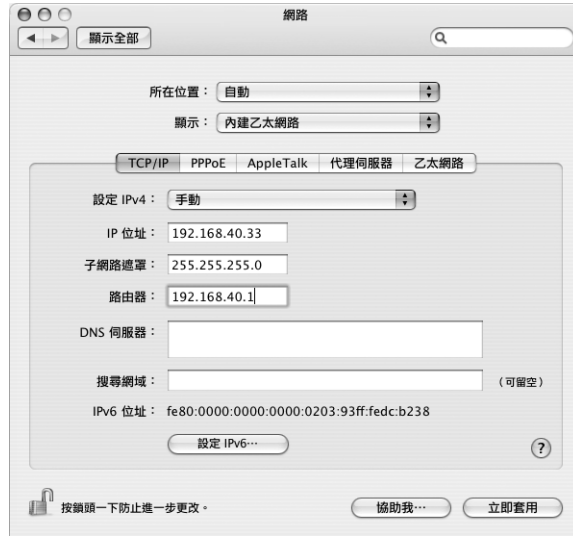 網路
顯示全部
所在位置： 自動
顯示： 內建乙太網路
TCP/IP PPPoE AppleTalk 代理伺服器 乙太網路
設定 IPv4： 手動
IP 位址： 192.168.40.33
子網路遮罩： 255.255.255.0
路由器： 192.168.40.1
DNS 伺服器：
搜尋網域： （可留空）
IPv6 位址： fe80:0000:0000:0000:0203:93ff:fedc:b238
設定 IPv6⋯
?
按鎖頭一下防止進一步更改。 協助我⋯ 立即套用